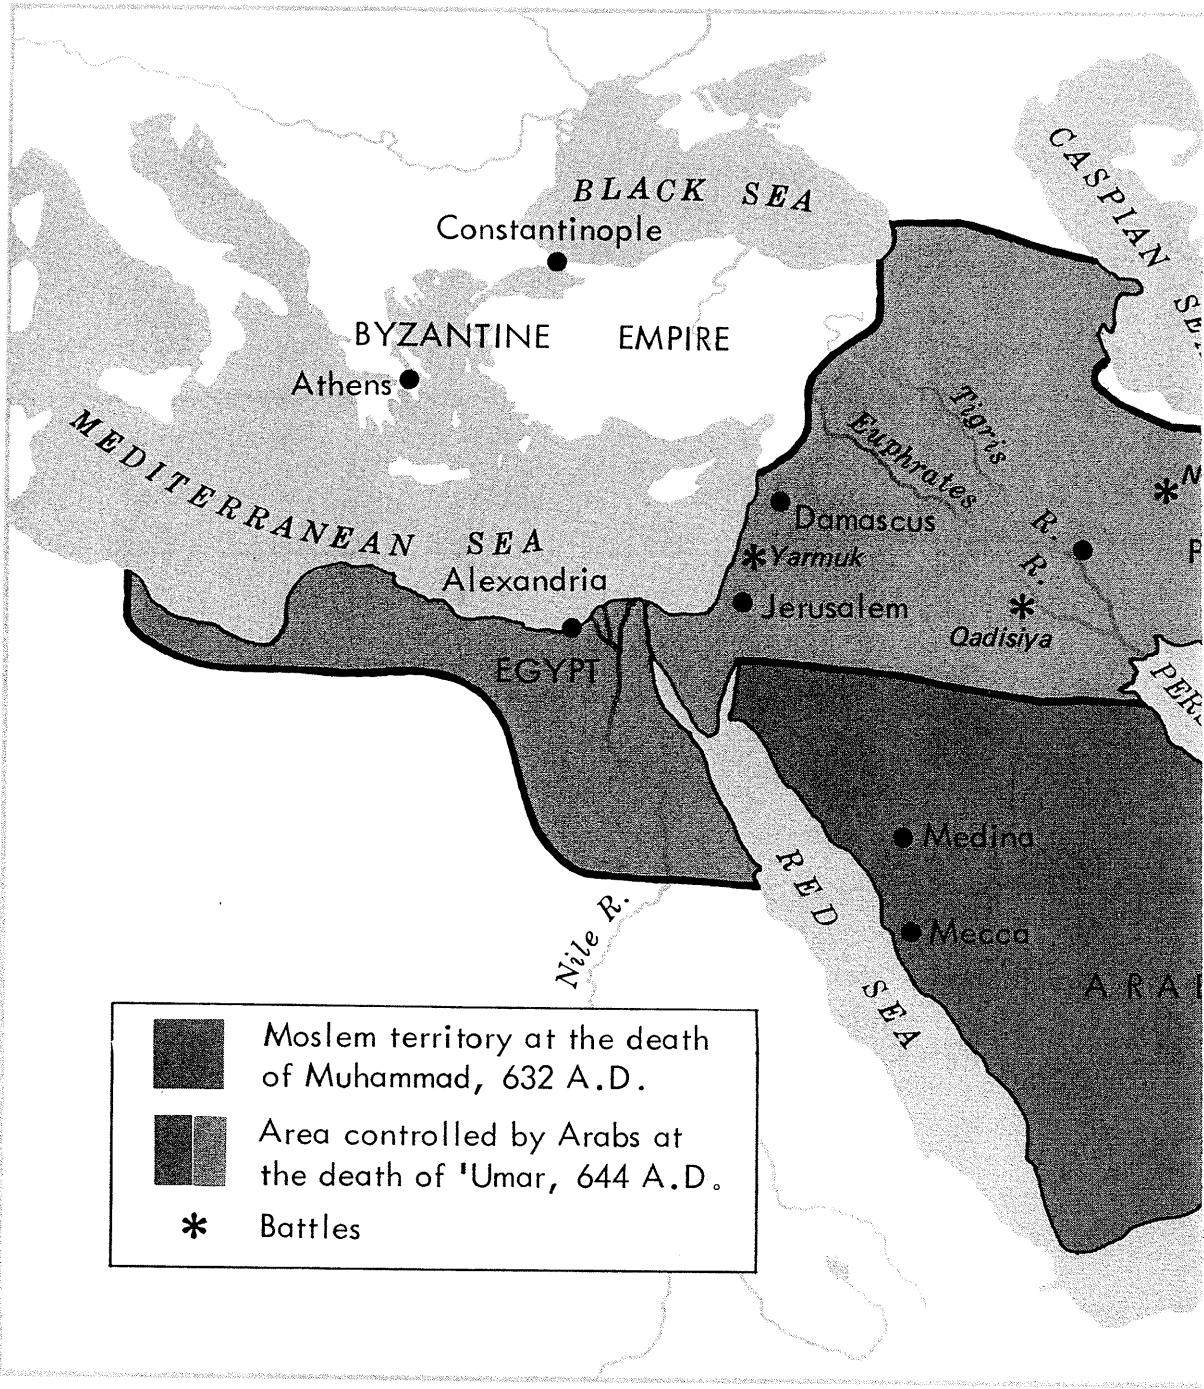 BLACK SEA
CASPIAN
Constantinople
BYZANTINE EMPIRE
Athens
MEDITERRANEAN SEA
Tigris R.
Euphrates R.
Damascus
Yarmuk
Alexandria
Jerusalem
Qadisiya
EGYPT
Medina
RED SEA
Mecca
Nile R.
Moslem territory at the death
of Muhammad, 632 A.D.
Area controlled by Arabs at
the death of 'Umar, 644 A.D.
Battles